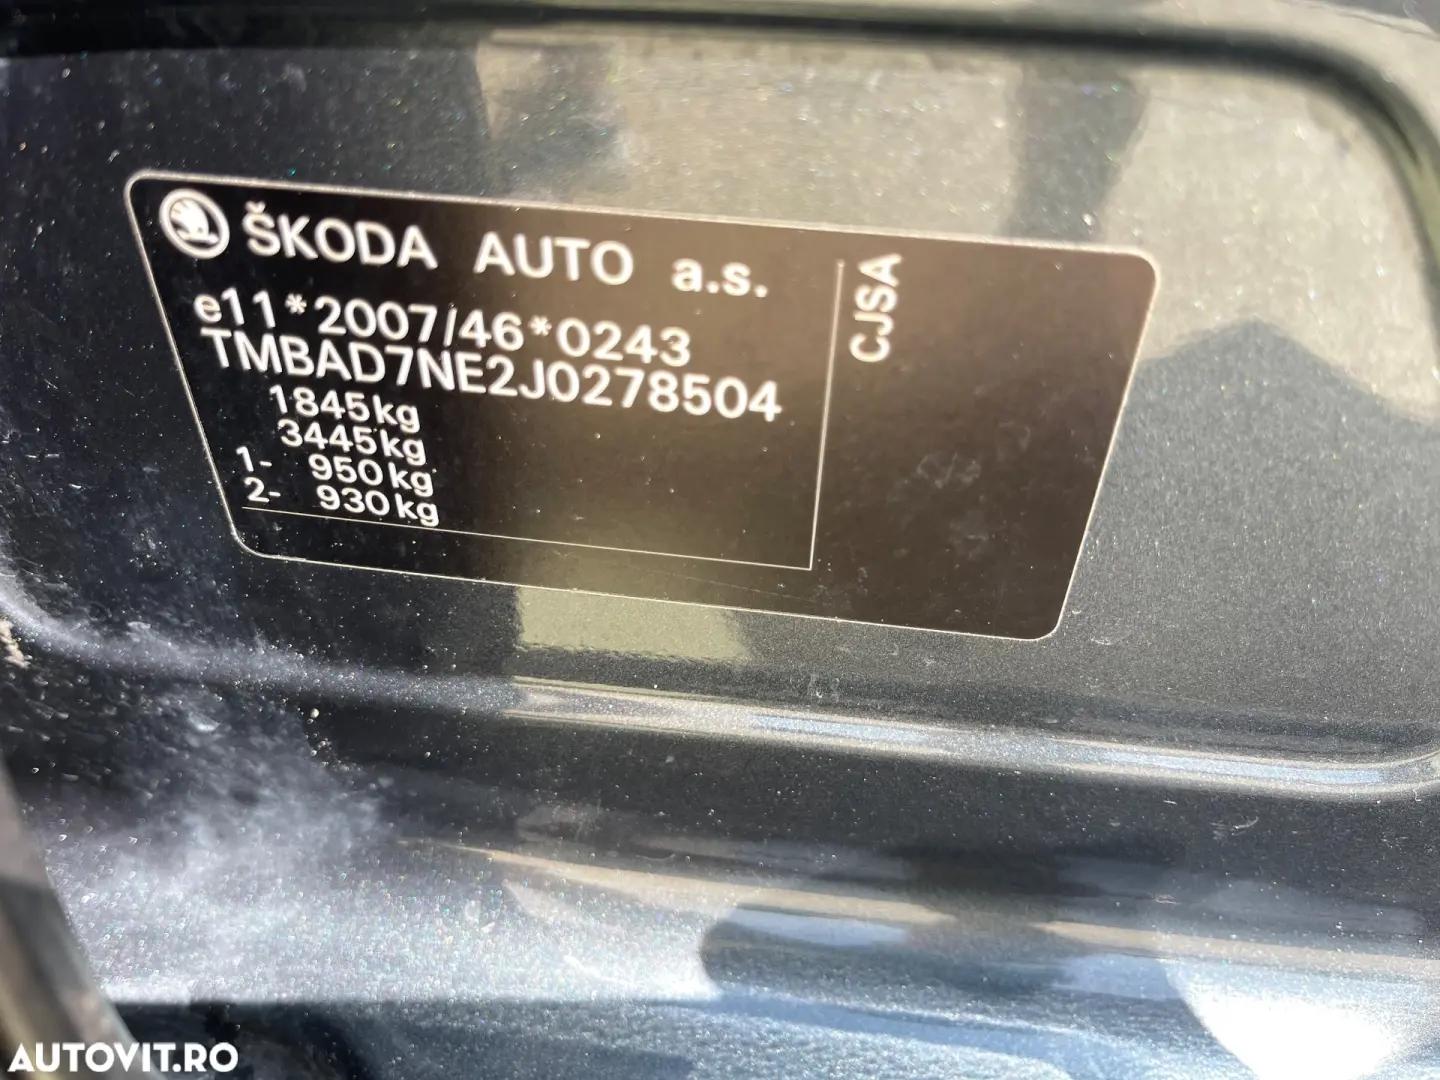 ŠKODA AUTO a.s.
e11*2007/46*0243
TMBAD7NE2J0278504
1845kg
3445kg
1- 950kg
2- 930kg
CJSA
AUTOVIT.RO